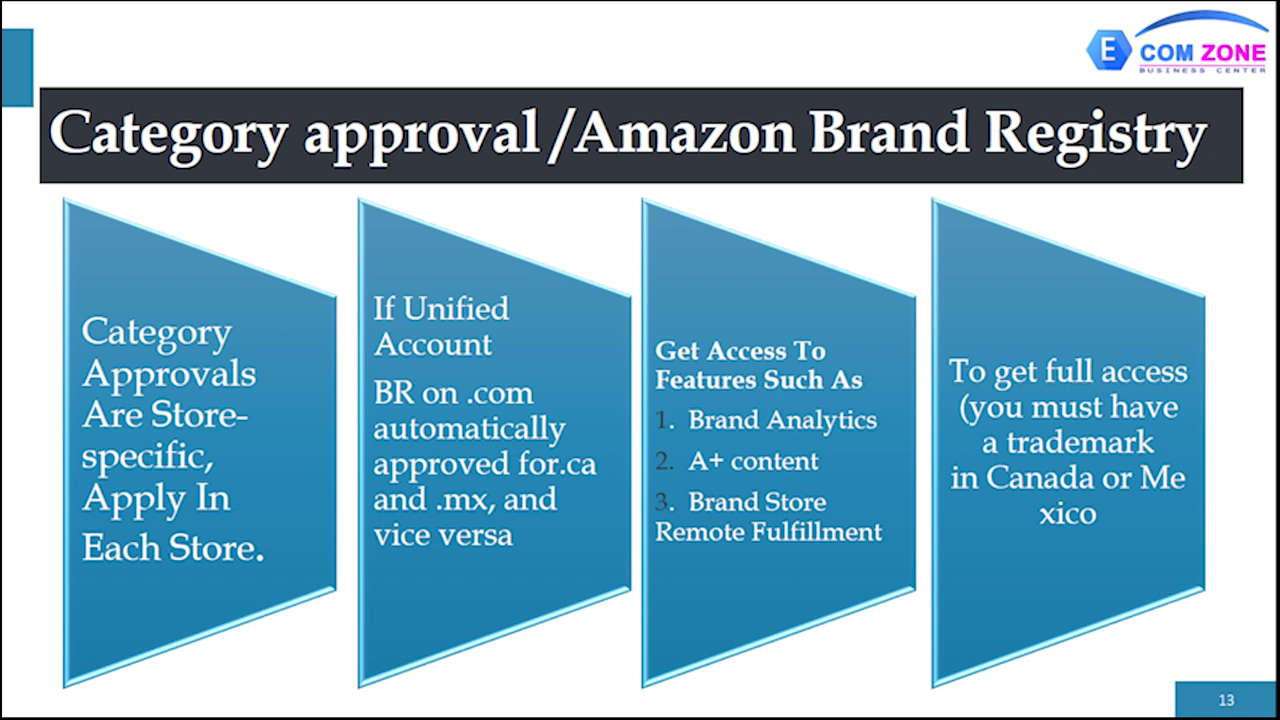 E COM ZONE
BUSINESS CENTER
Category approval /Amazon Brand Registry
Category
Approvals
Are Store-
specific,
Apply In
Each Store.
If Unified
Account
BR on .com
automatically
approved for.ca
and .mx, and
vice versa
Get Access To
Features Such As
1. Brand Analytics
2. A+ content
3. Brand Store
Remote Fulfillment
To get full access
(you must have
a trademark
in Canada or Me
xico
13